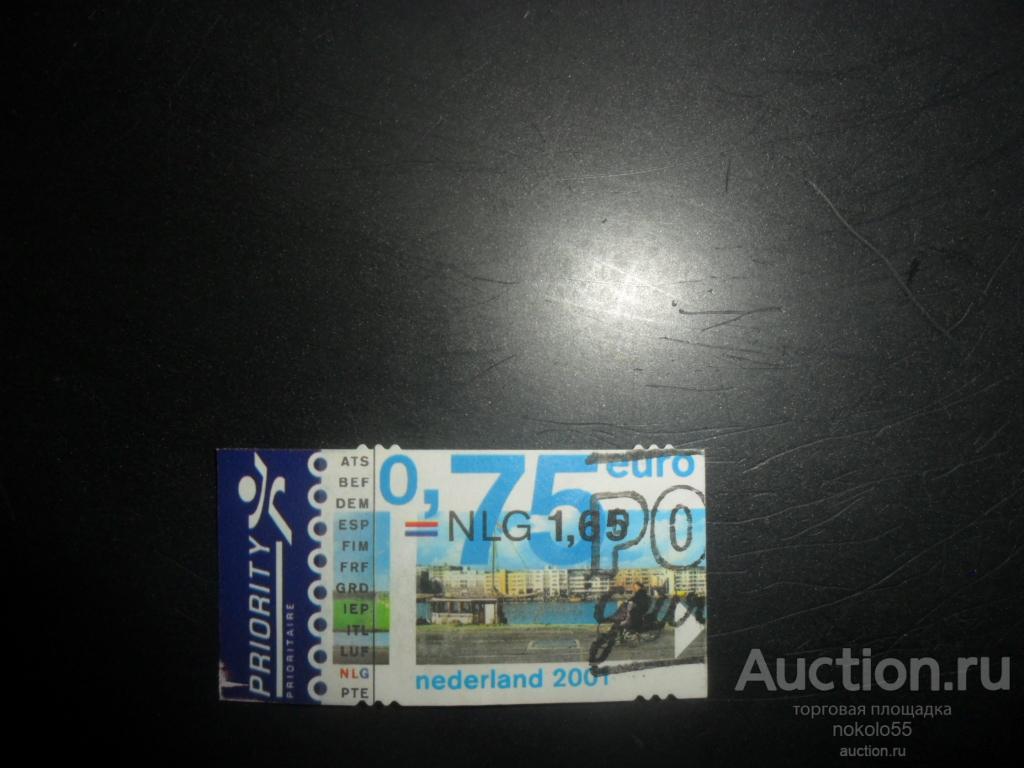 PRIORITY
PRIORITAIRE
ATS
BEF
DEM
ESP
FIM
FRF
GRD
IEP
ITL
LUF
NLG
PTE
0,75 euro
NLG 1,65
PO
nederland 2001
Auction.ru
торговая площадка
nokolo55
auction.ru